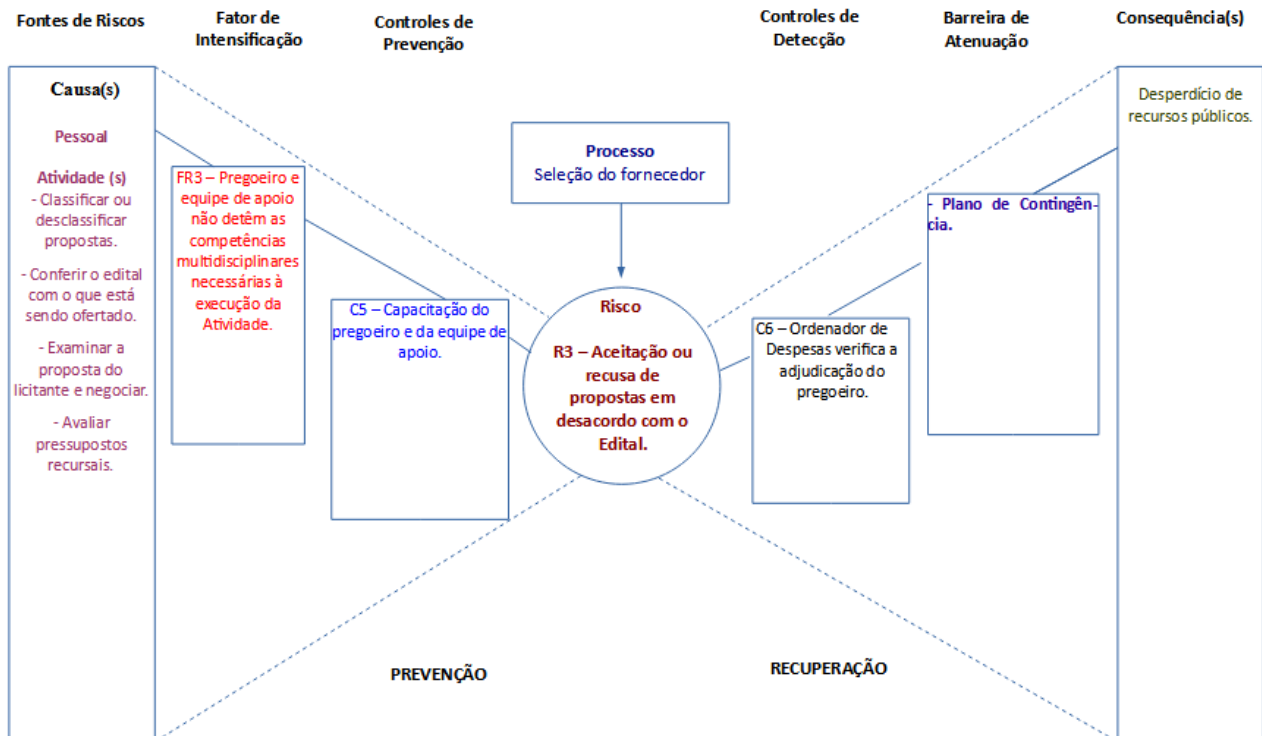 Fontes de Riscos
Fator de
Intensificação
Controles de
Prevenção
Controles de
Detecção
Barreira de
Atenuação
Consequência(s)
Causa(s)
Pessoal
Atividade (s)
- Classificar ou
desclassificar
propostas.
- Conferir o edital
com o que está
sendo ofertado.
- Examinar a
proposta do
licitante e negociar.
- Avaliar
pressupostos
recursais.
FR3 – Pregoeiro e
equipe de apoio
não detêm as
competências
multidisciplinares
necessárias à
execução da
Atividade.
C5 – Capacitação do
pregoeiro e da equipe de
apoio.
Processo
Seleção do fornecedor
Risco
R3 – Aceitação ou
recusa de
propostas em
desacordo com o
Edital.
C6 – Ordenador de
Despesas verifica a
adjudicação do
pregoeiro.
- Plano de Contingên-
cia.
Desperdício de
recursos públicos.
PREVENÇÃO
RECUPERAÇÃO